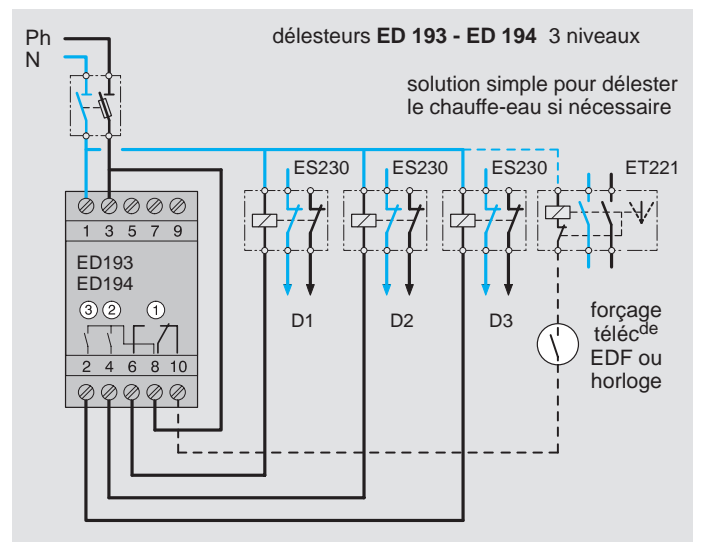 Ph
N
délesteurs ED 193 - ED 194 3 niveaux
solution simple pour délester
le chauffe-eau si nécessaire
ES230 ES230 ES230 ET221
1 3 5 7 9
ED193
ED194
3 2 1
2 4 6 8 10
D1 D2 D3
forçage
télécde
EDF ou
horloge